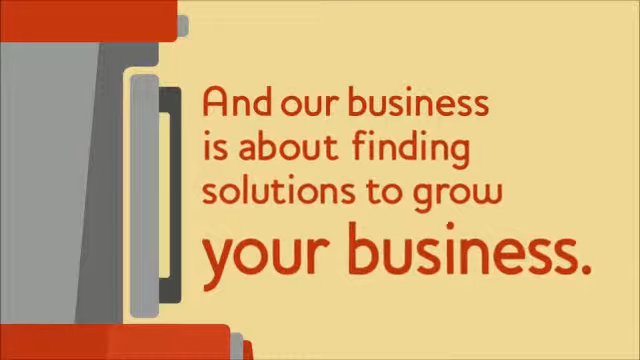 And our business
is about finding
solutions to grow
your business.